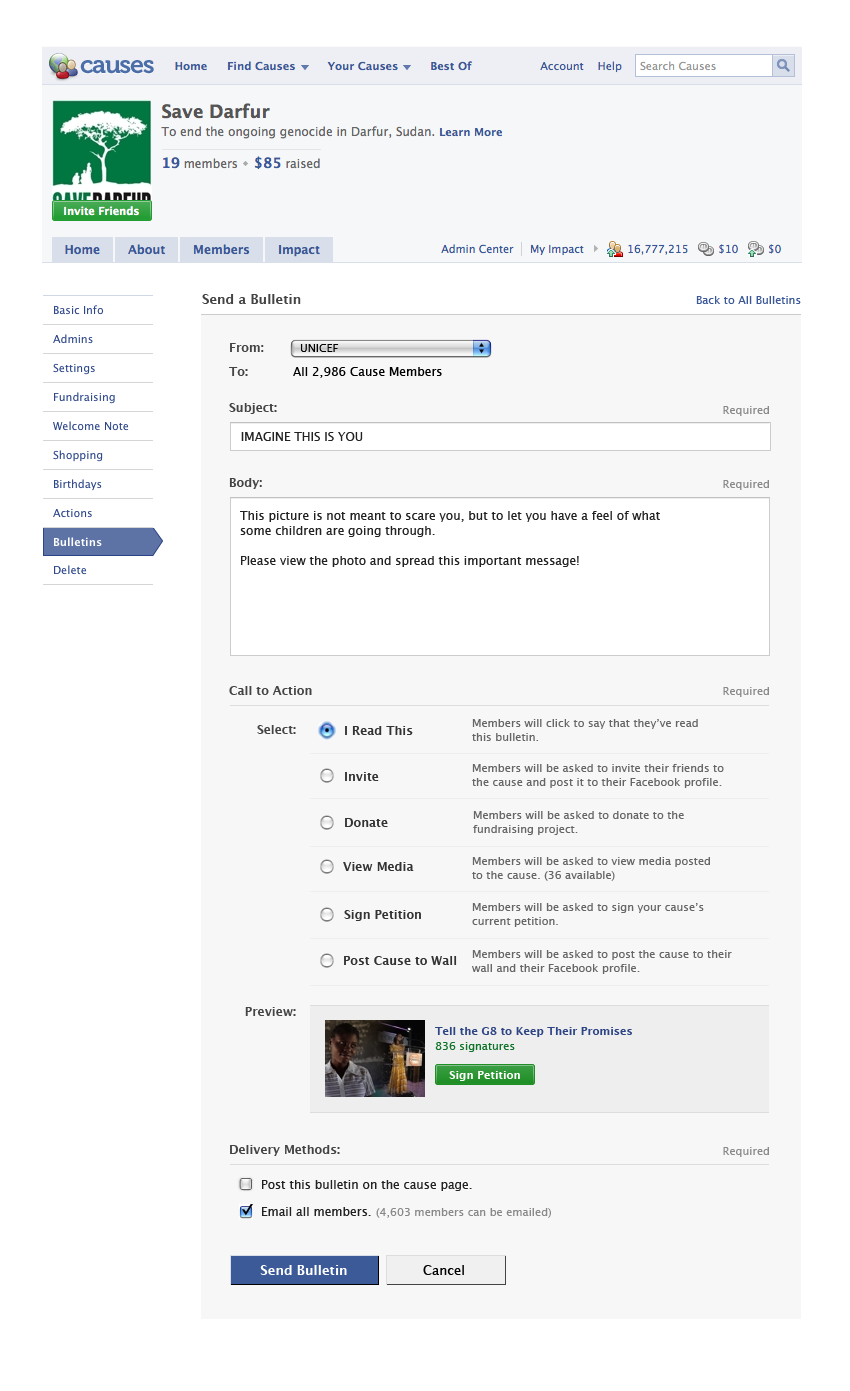 causes Home Find Causes Your Causes Best Of Account Help Search Causes
Save Darfur
To end the ongoing genocide in Darfur, Sudan. Learn More
19 members • $85 raised
SAVE DARFUR
Invite Friends
Home About Members Impact Admin Center My Impact 16,777,215 $10 $0
Basic Info
Admins
Settings
Fundraising
Welcome Note
Shopping
Birthdays
Actions
Bulletins
Delete
Send a Bulletin Back to All Bulletins
From: UNICEF
To: All 2,986 Cause Members
Subject: Required
IMAGINE THIS IS YOU
Body: Required
This picture is not meant to scare you, but to let you have a feel of what
some children are going through.
Please view the photo and spread this important message!
Call to Action Required
Select:
I Read This
Members will click to say that they've read
this bulletin.
Invite
Members will be asked to invite their friends to
the cause and post it to their Facebook profile.
Donate
Members will be asked to donate to the
fundraising project.
View Media
Members will be asked to view media posted
to the cause. (36 available)
Sign Petition
Members will be asked to sign your cause's
current petition.
Post Cause to Wall
Members will be asked to post the cause to their
wall and their Facebook profile.
Preview:
Tell the G8 to Keep Their Promises
836 signatures
Sign Petition
Delivery Methods: Required
Post this bulletin on the cause page.
Email all members. (4,603 members can be emailed)
Send Bulletin Cancel